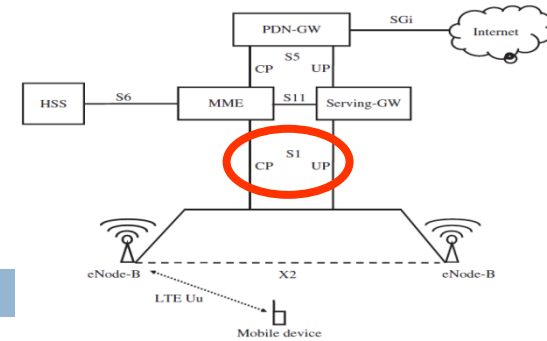 PDN-GW
SGi
Internet
S5
CP
UP
HSS
S6
MME
S11
Serving-GW
S1
CP
UP
eNode-B
X2
eNode-B
LTE Uu
Mobile device